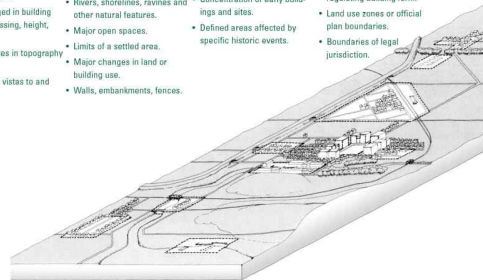 ged in building
ssing, height,
es in topography
vistas to and
• Rivers, shorelines, ravines and
other natural features.
• Major open spaces.
• Limits of a settled area.
• Major changes in land or
building use.
• Walls, embankments, fences.
ings and sites.
• Defined areas affected by
specific historic events.
• Land use zones or official
plan boundaries.
• Boundaries of legal
jurisdiction.